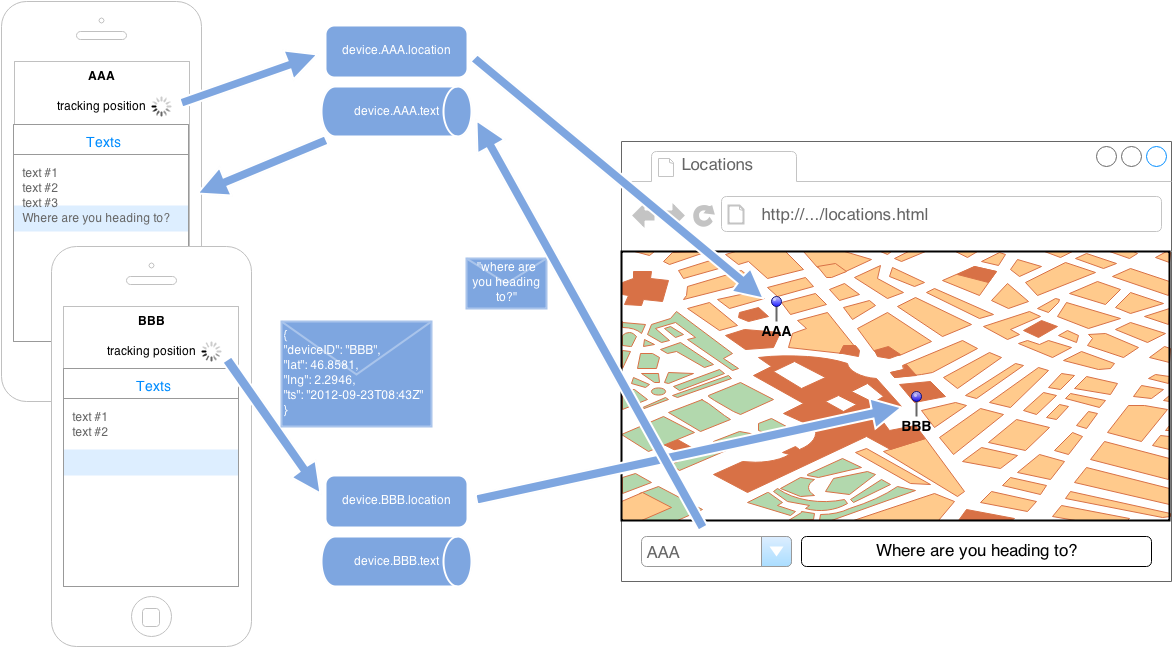 AAA
tracking position
Texts
text #1
text #2
text #3
Where are you heading to?
BBB
tracking position
Texts
text #1
text #2
device.AAA.location
device.AAA.text
"where are
you heading
to?"
{
"deviceID": "BBB",
"lat": 46.8581,
"lng": 2.2946,
"ts": "2012-09-23T08:43Z"
}
device.BBB.location
device.BBB.text
Locations
http://.../locations.html
AAA
BBB
AAA
Where are you heading to?